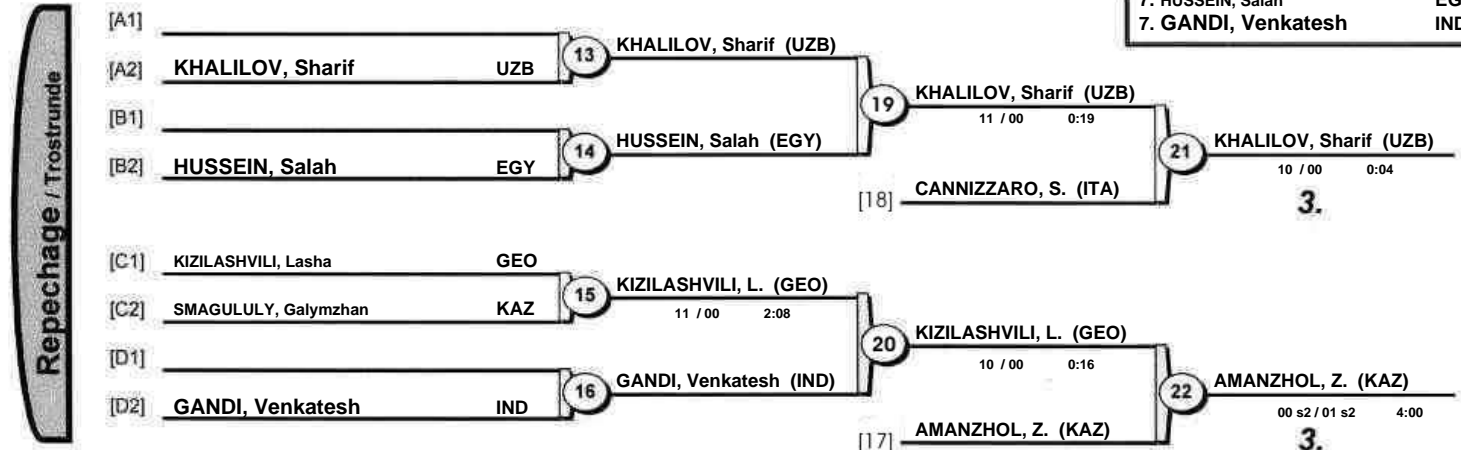 7. HUSSEIN, Salah
7. GANDI, Venkatesh IND
Repechage / Trostrunde
[A1]
[A2] KHALILOV, Sharif UZB
13 KHALILOV, Sharif (UZB)
[B1]
[B2] HUSSEIN, Salah EGY
14 HUSSEIN, Salah (EGY)
19 KHALILOV, Sharif (UZB)
11 / 00 0:19
[18] CANNIZZARO, S. (ITA)
21 KHALILOV, Sharif (UZB)
10 / 00 0:04
3.
[C1] KIZILASHVILI, Lasha GEO
[C2] SMAGULULY, Galymzhan KAZ
15 KIZILASHVILI, L. (GEO)
11 / 00 2:08
[D1]
[D2] GANDI, Venkatesh IND
16 GANDI, Venkatesh (IND)
20 KIZILASHVILI, L. (GEO)
10 / 00 0:16
[17] AMANZHOL, Z. (KAZ)
22 AMANZHOL, Z. (KAZ)
00 s2 / 01 s2 4:00
3.